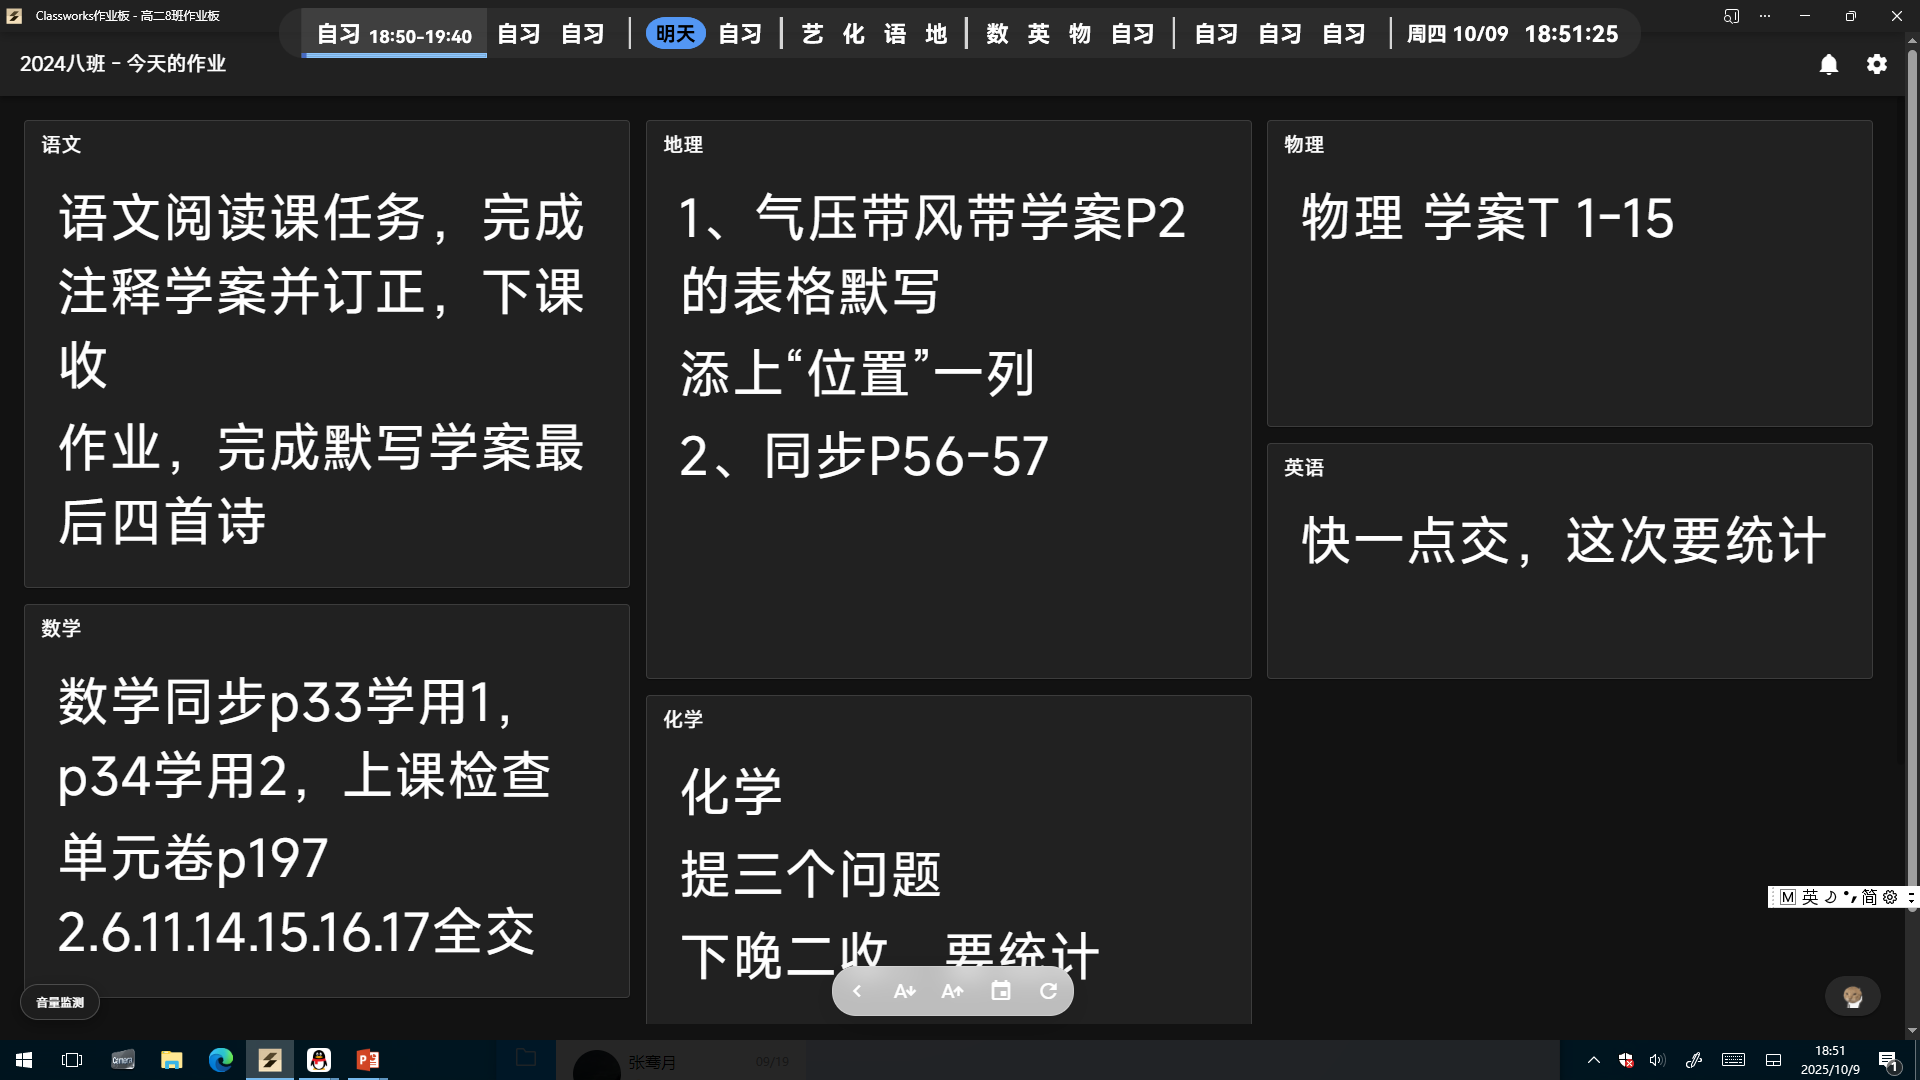 Classworks作业板 - 高二8班作业板
自习 18:50-19:40 自习 自习 | 明天 自习 | 艺 化 语 地 | 数 英 物 自习 | 自习 自习 自习 | 周四 10/09 18:51:25
2024八班 - 今天的作业
语文
语文阅读课任务，完成
注释学案并订正，下课
收
作业，完成默写学案最
后四首诗
数学
数学同步p33学用1，
p34学用2，上课检查
单元卷p197
2.6.11.14.15.16.17全交
地理
1、气压带风带学案P2
的表格默写
添上“位置”一列
2、同步P56-57
化学
化学
提三个问题
下晚二收 要统计
物理
物理 学案T 1-15
英语
快一点交，这次要统计
M 英 简
音量监测
A A
张骞月 09/19
18:51
2025/10/9
1